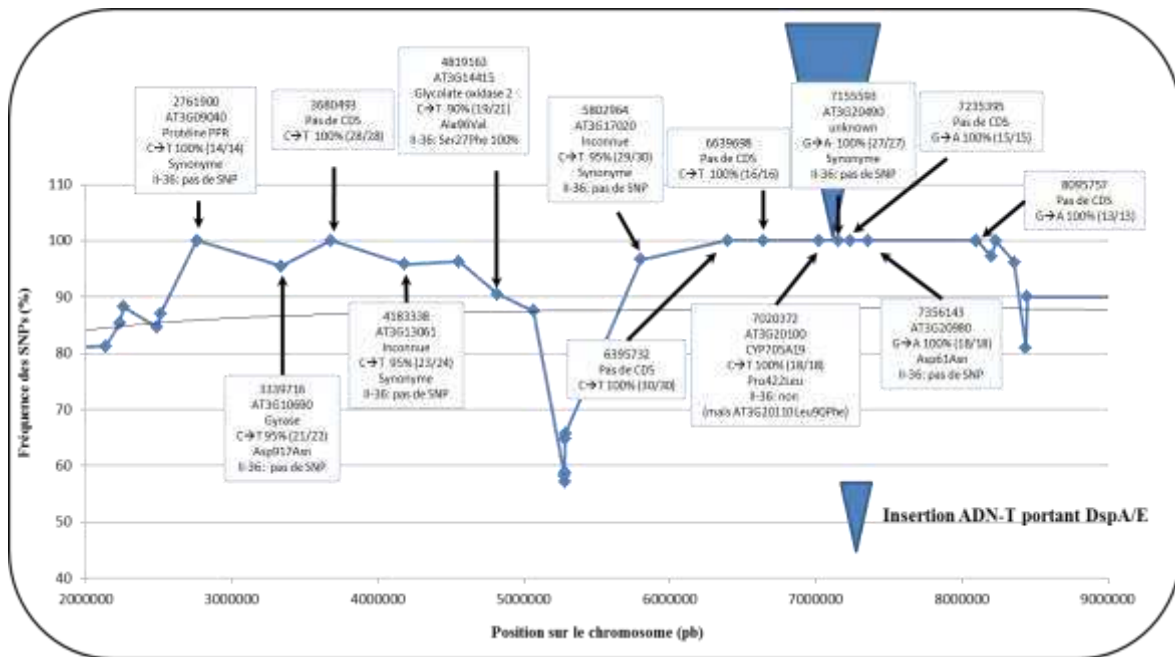 4819163
AT3G14415
Glycolate oxidase 2
C→T 90% (19/21)
Ala96Val
II-36: Ser27Phe 100%
2761900
AT3G09040
Protéine PPR
C→T 100% (14/14)
Synonyme
II-36: pas de SNP
3680493
Pas de CDS
C→T 100% (28/28)
5802964
AT3G17020
Inconnue
C→T 95% (29/30)
Synonyme
II-36: pas de SNP
6639698
Pas de CDS
C→T 100% (16/16)
7155593
AT3G20490
unknown
G→A 100% (27/27)
Synonyme
II-36: pas de SNP
7235395
Pas de CDS
G→A 100% (15/15)
8095757
Pas de CDS
G→A 100% (13/13)
Fréquence des SNPs (%)
110
100
90
80
70
60
50
40
3339716
AT3G10690
Gyrase
C→T 95% (21/22)
Asp917Asn
II-36: pas de SNP
4183338
AT3G13061
Inconnue
C→T 95% (23/24)
Synonyme
II-36: pas de SNP
6395732
Pas de CDS
C→T 100% (30/30)
7020372
AT3G20100
CYP705A19
C→T 100% (18/18)
Pro422Leu
II-36: non
(mais AT3G20110 Leu90Phe)
7356143
AT3G20980
G→A 100% (18/18)
Asp61Asn
II-36: pas de SNP
Insertion ADN-T portant DspA/E
2000000 3000000 4000000 5000000 6000000 7000000 8000000 9000000
Position sur le chromosome (pb)